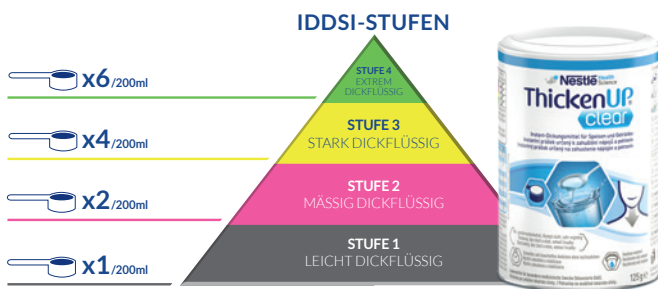 IDDSI-STUFEN
x6/200ml
STUFE 4
EXTREM
DICKFLÜSSIG
x4/200ml
STUFE 3
STARK DICKFLÜSSIG
x2/200ml
STUFE 2
MÄSSIG DICKFLÜSSIG
x1/200ml
STUFE 1
LEICHT DICKFLÜSSIG
Nestlé Health Science
ThickenUP®
clear
125g